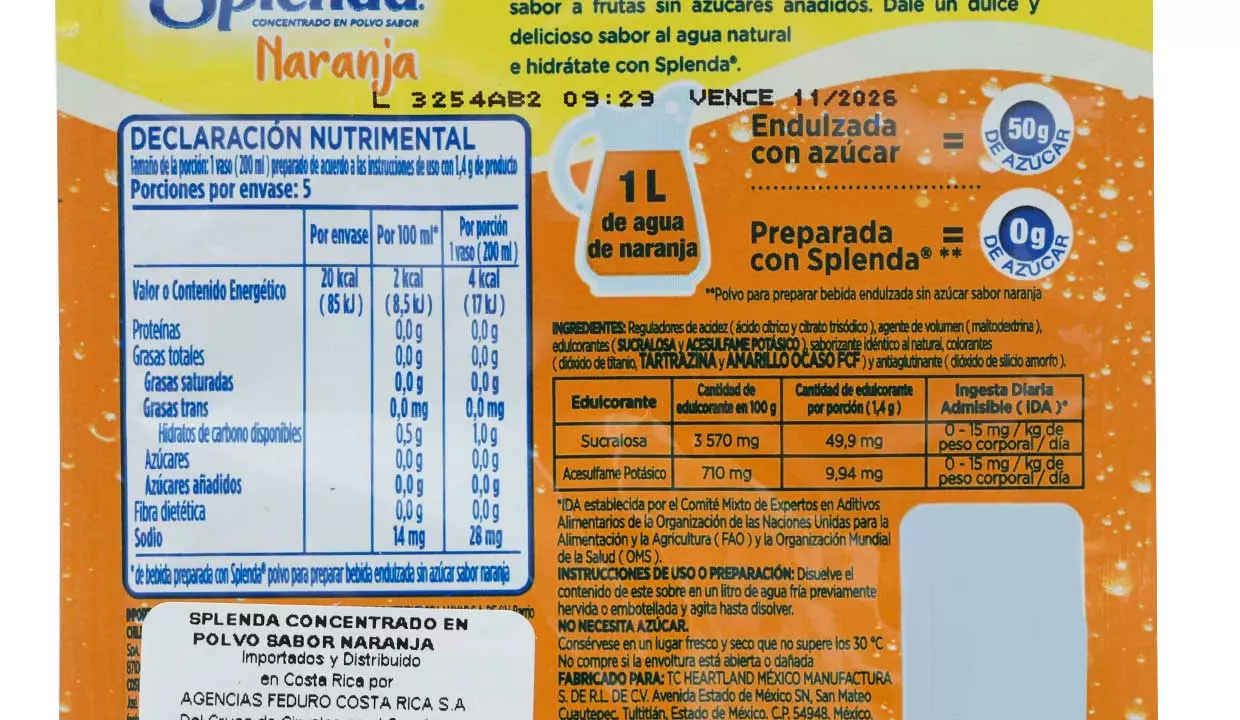 Splenda®
CONCENTRADO EN POLVO SABOR
Naranja
sabor a frutas sin azúcares añadidos. Dale un dulce y
delicioso sabor al agua natural
e hidrátate con Splenda®.
L 3254AB2 09:29 VENCE 11/2026
DECLARACIÓN NUTRIMENTAL
Tamaño de la porción: 1 vaso ( 200 ml ) preparado de acuerdo a las instrucciones de uso con 1,4 g de producto
Porciones por envase: 5
Por envase Por 100 ml* Por porción
1 vaso ( 200 ml )
Valor o Contenido Energético 20 kcal 2 kcal 4 kcal
( 85 kJ ) ( 8,5 kJ ) ( 17 kJ )
Proteínas 0,0 g 0,0 g
Grasas totales 0,0 g 0,0 g
Grasas saturadas 0,0 g 0,0 g
Grasas trans 0,0 mg 0,0 mg
Hidratos de carbono disponibles 0,5 g 1,0 g
Azúcares 0,0 g 0,0 g
Azúcares añadidos 0,0 g 0,0 g
Fibra dietética 0,0 g 0,0 g
Sodio 14 mg 28 mg
*de bebida preparada con Splenda® polvo para preparar bebida endulzada sin azúcar sabor naranja
1 L
de agua
de naranja
Endulzada
con azúcar =
50g
DE AZÚCAR
Preparada
con Splenda® ** =
0g
DE AZÚCAR
**Polvo para preparar bebida endulzada sin azúcar sabor naranja
INGREDIENTES: Reguladores de acidez ( ácido cítrico y citrato trisódico ), agente de volumen ( maltodextrina ),
edulcorantes ( SUCRALOSA y ACESULFAME POTÁSICO ), saborizante idéntico al natural, colorantes
( dióxido de titanio, TARTRAZINA y AMARILLO OCASO FCF ) y antiaglutinante ( dióxido de silicio amorfo ).
Edulcorante Cantidad de edulcorante en 100 g Cantidad de edulcorante por porción ( 1,4 g ) Ingesta Diaria Admisible ( IDA )*
Sucralosa 3 570 mg 49,9 mg 0 - 15 mg / kg de peso corporal / día
Acesulfame Potásico 710 mg 9,94 mg 0 - 15 mg / kg de peso corporal / día
*IDA establecida por el Comité Mixto de Expertos en Aditivos
Alimentarios de la Organización de las Naciones Unidas para la
Alimentación y la Agricultura ( FAO ) y la Organización Mundial
de la Salud ( OMS ).
INSTRUCCIONES DE USO O PREPARACIÓN: Disuelve el
contenido de este sobre en un litro de agua fría previamente
hervida o embotellada y agita hasta disolver.
NO NECESITA AZÚCAR.
Consérvese en un lugar fresco y seco que no supere los 30 °C
No compre si la envoltura está abierta o dañada
FABRICADO PARA: TC HEARTLAND MÉXICO MANUFACTURA
S. DE R.L. DE C.V. Avenida Estado de México SN, San Mateo
Cuautepec, Tultitlán, Estado de México. C.P. 54948. México.
SPLENDA CONCENTRADO EN
POLVO SABOR NARANJA
Importados y Distribuido
en Costa Rica por
AGENCIAS FEDURO COSTA RICA S.A